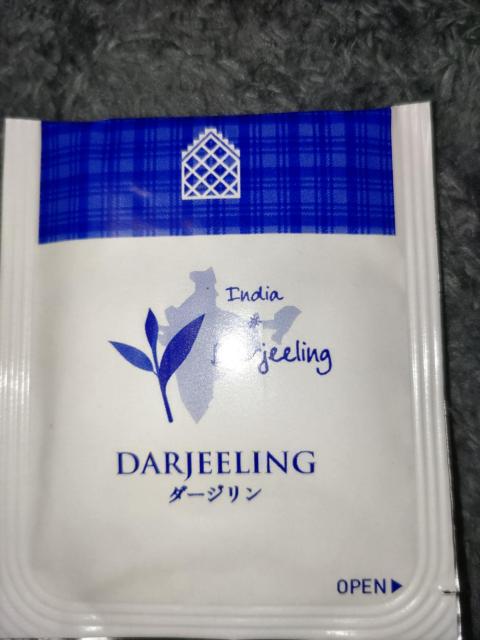 India
Darjeeling
DARJEELING
ダージリン
OPEN